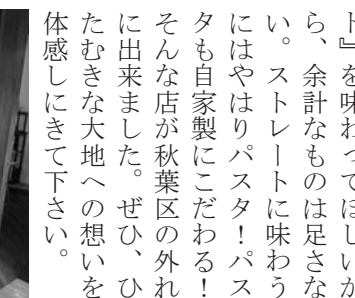 ト』を味わってほしいか
ら、余計なものは足さな
い。ストレートに味わう
にはやはりパスタ！パス
タも自家製にこだわる！
そんな店が秋葉区の外れ
に出来ました。ぜひ、ひ
たむきな大地への想いを
体感しにきて下さい。